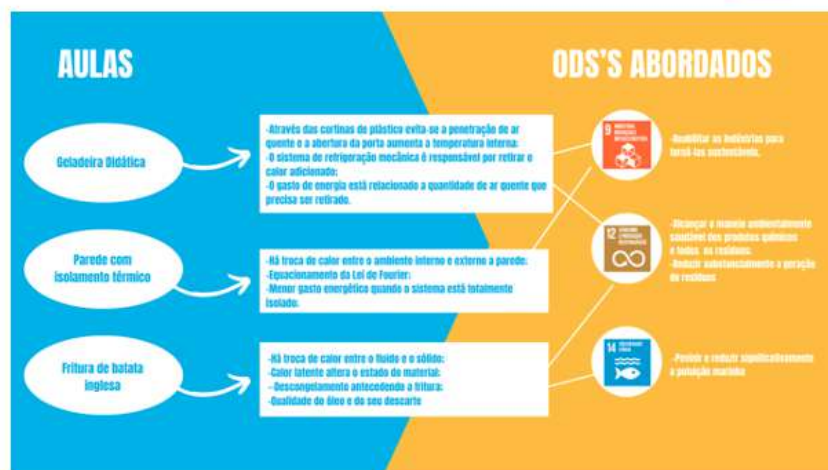 AULAS
ODS'S ABORDADOS
Geladeira Didática
-Através das cortinas de plástico evita-se a penetração de ar
quente e a abertura da porta aumenta a temperatura interna;
-O sistema de refrigeração mecânica é responsável por retirar o
calor adicionado;
-O gasto de energia está relacionado a quantidade de ar quente que
precisa ser retirado.
9
-Reabilitar as indústrias para
torná-las sustentáveis.
Parede com
isolamento térmico
-Há troca de calor entre o ambiente interno e externo a parede;
-Equacionamento da Lei de Fourier;
-Menor gasto energético quando o sistema está totalmente
isolado;
12
-Alcançar o manejo ambientalmente
saudável dos produtos químicos
e todos os resíduos.
-Reduzir substancialmente a geração
de resíduos
Fritura de batata
inglesa
-Há troca de calor entre o fluido e o sólido;
-Calor latente altera o estado do material;
--Descongelamento antecedendo a fritura;
-Qualidade do óleo e do seu descarte
14
a poluição marinha